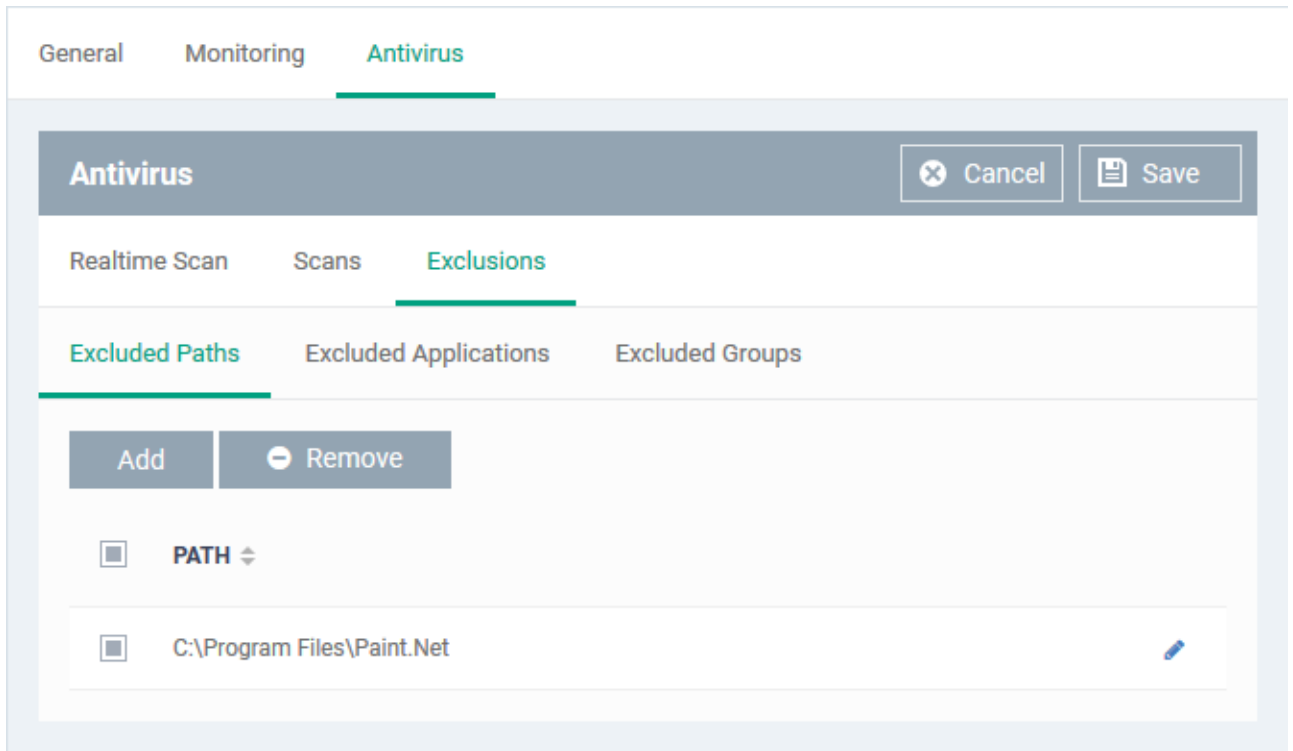 General Monitoring Antivirus
Antivirus Cancel Save
Realtime Scan Scans Exclusions
Excluded Paths Excluded Applications Excluded Groups
Add Remove
PATH
C:\Program Files\Paint.Net